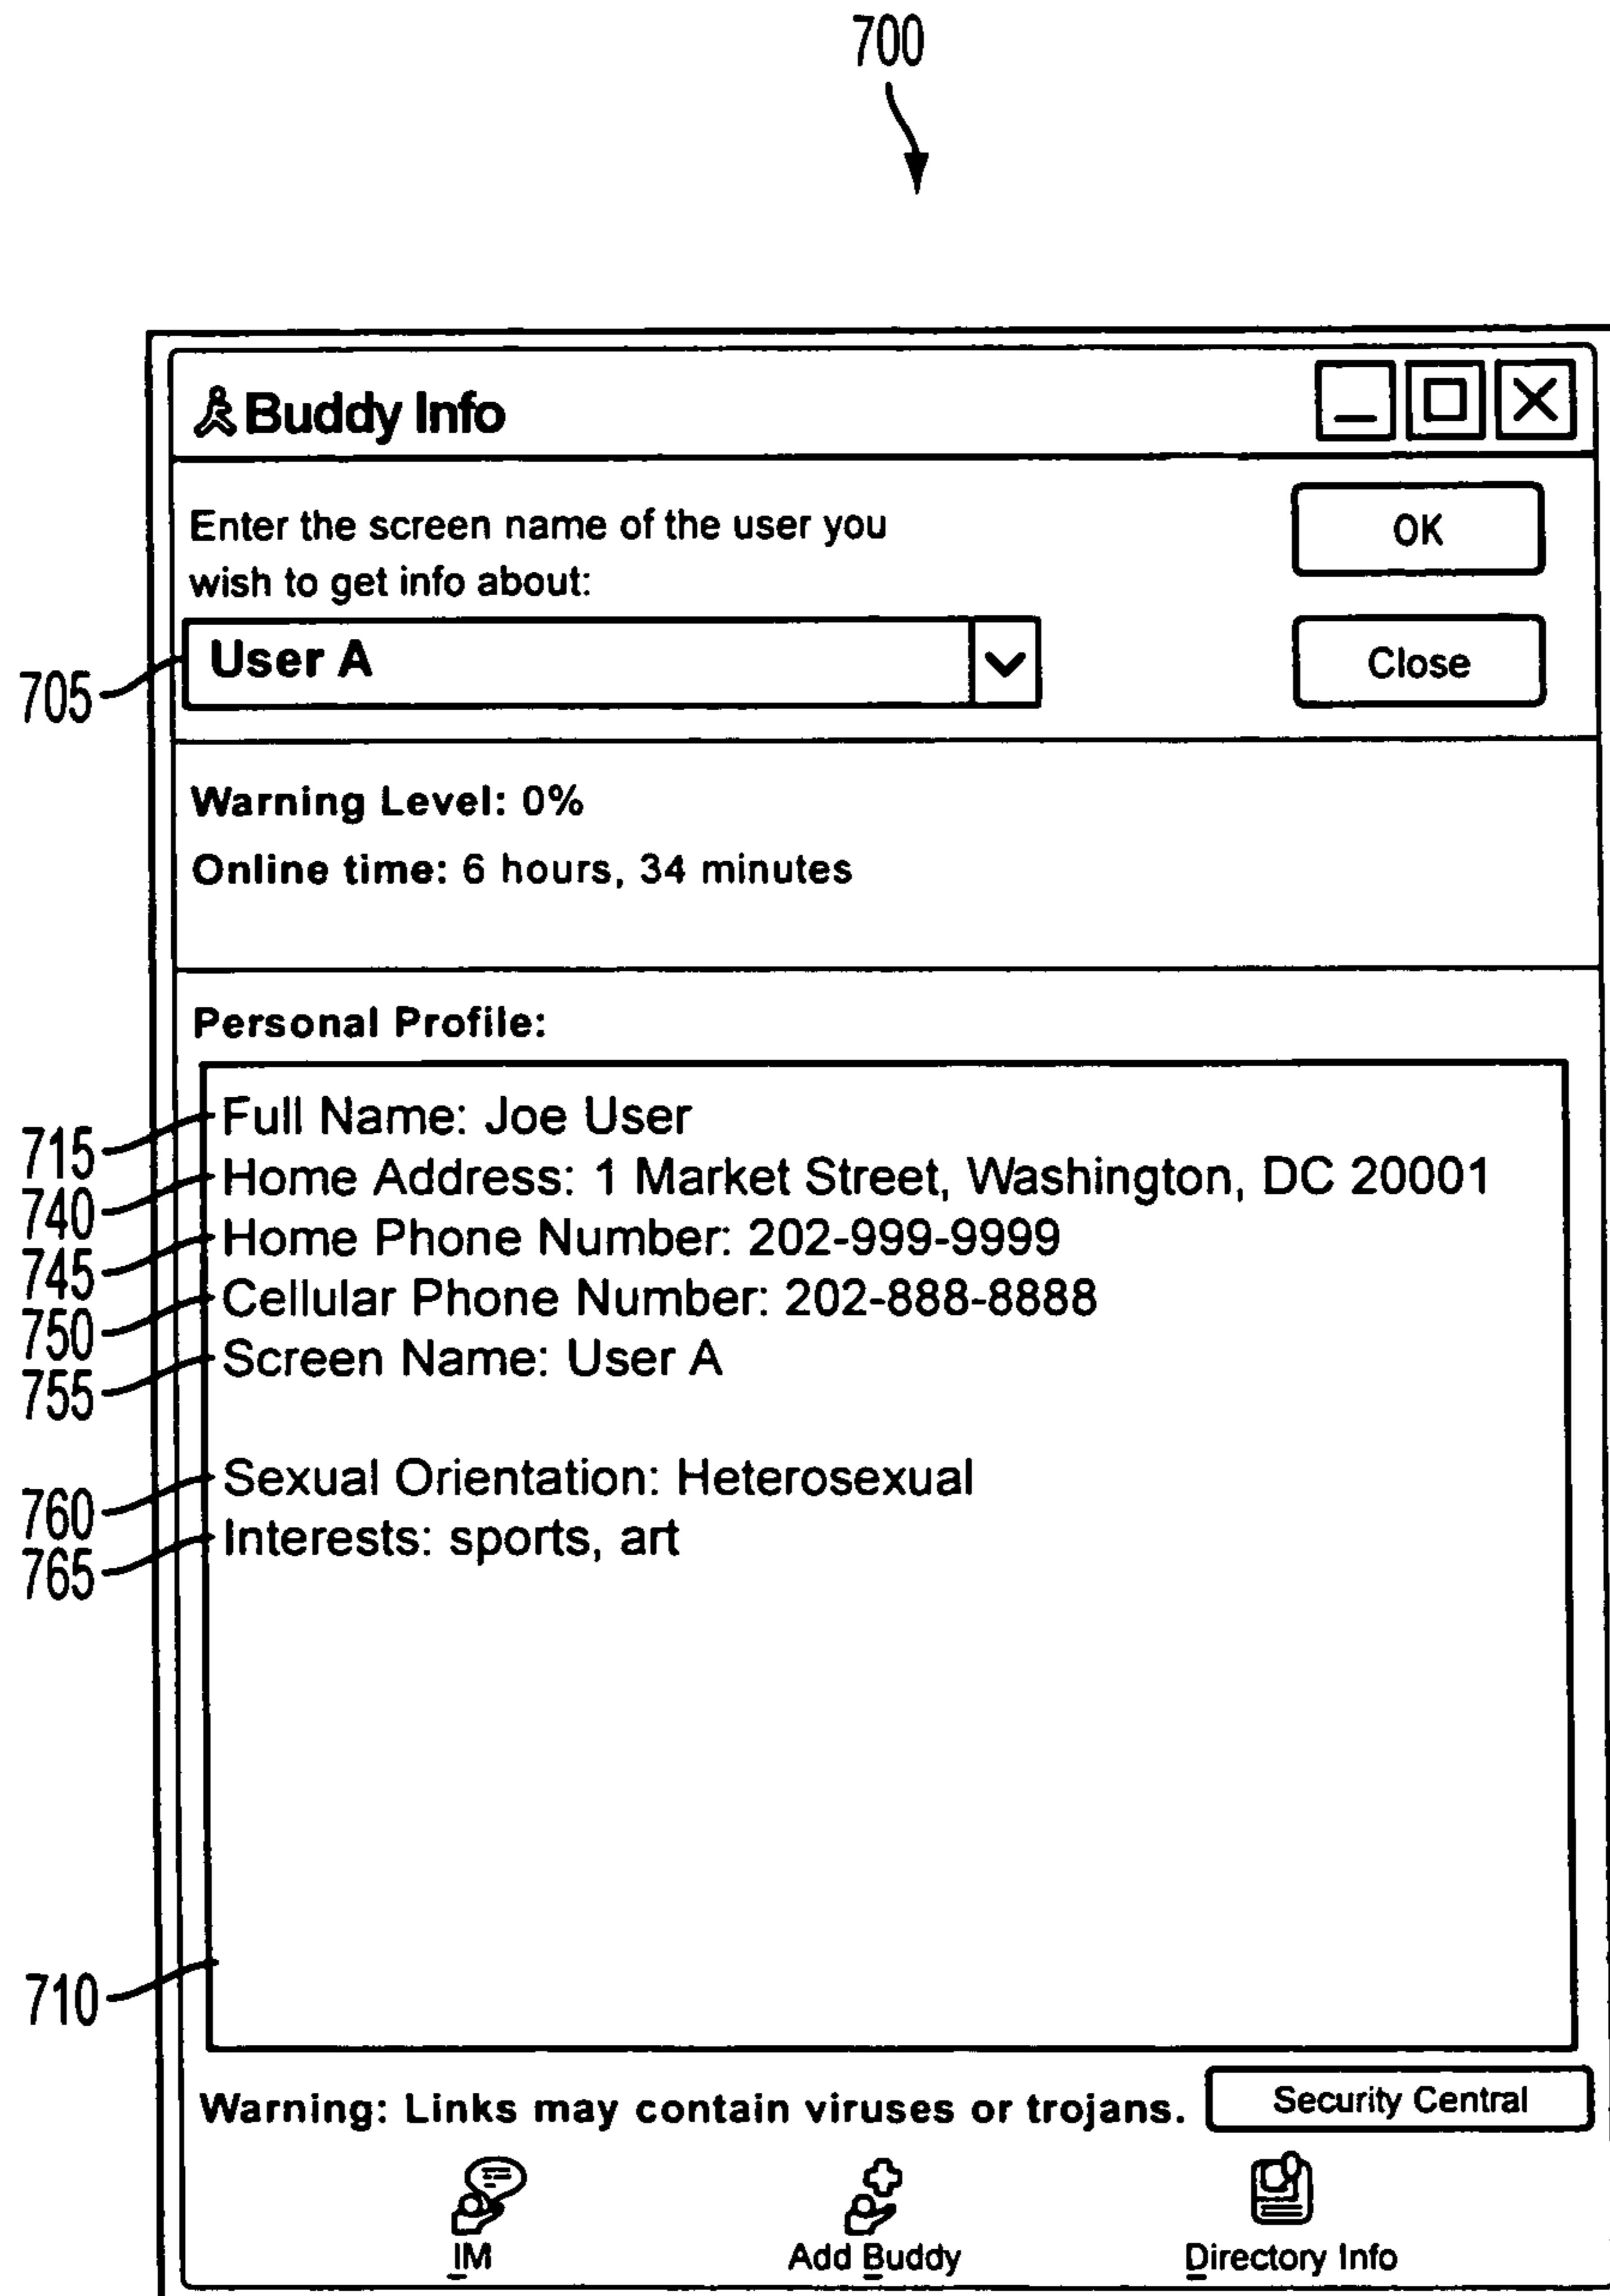 700
Buddy Info
Enter the screen name of the user you
wish to get info about:
OK
705
User A
Close
Warning Level: 0%
Online time: 6 hours, 34 minutes
Personal Profile:
715
Full Name: Joe User
740
Home Address: 1 Market Street, Washington, DC 20001
745
Home Phone Number: 202-999-9999
750
Cellular Phone Number: 202-888-8888
755
Screen Name: User A
760
Sexual Orientation: Heterosexual
765
Interests: sports, art
710
Warning: Links may contain viruses or trojans.
Security Central
IM
Add Buddy
Directory Info